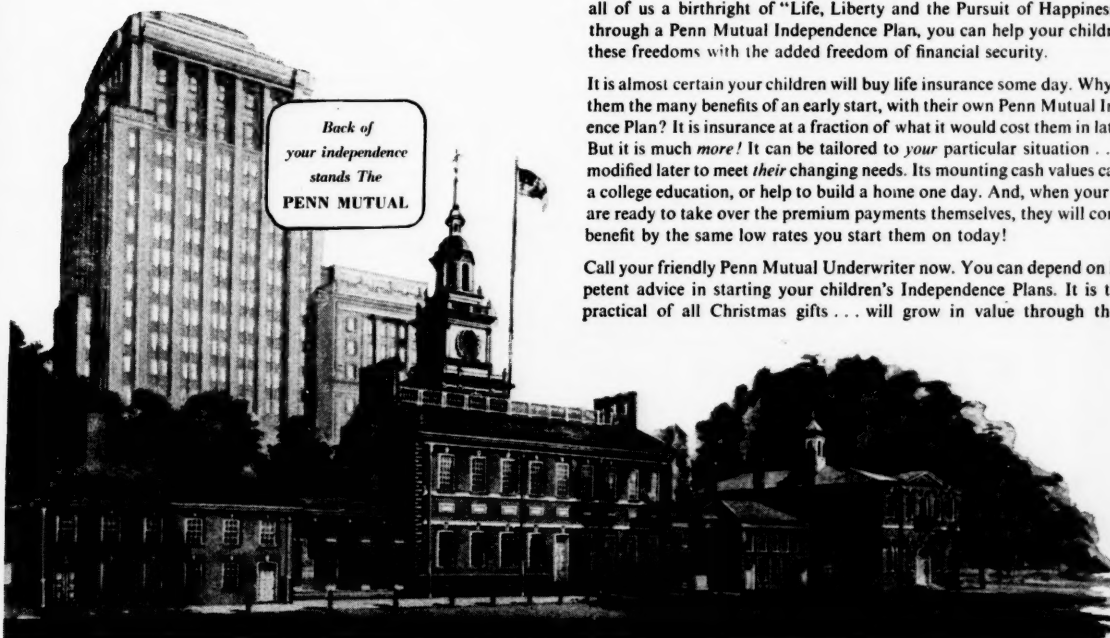 all of us a birthright of "Life, Liberty and the Pursuit of Happines
through a Penn Mutual Independence Plan, you can help your childr
these freedoms with the added freedom of financial security.
It is almost certain your children will buy life insurance some day. Why
them the many benefits of an early start, with their own Penn Mutual In
ence Plan? It is insurance at a fraction of what it would cost them in lat
But it is much more! It can be tailored to your particular situation . .
modified later to meet their changing needs. Its mounting cash values ca
a college education, or help to build a home one day. And, when your
are ready to take over the premium payments themselves, they will con
benefit by the same low rates you start them on today!
Call your friendly Penn Mutual Underwriter now. You can depend on
petent advice in starting your children's Independence Plans. It is t
practical of all Christmas gifts . . . will grow in value through th
Back of
your independence
stands The
PENN MUTUAL